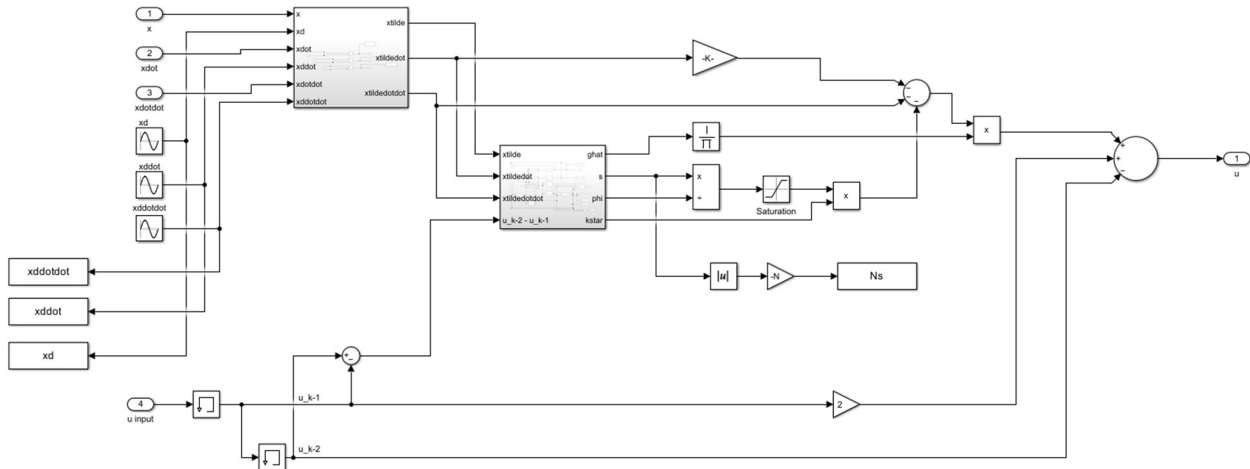 1
x
2
xdot
3
xdotdot
xd
xddot
xddotdot
x
xd
xdot
xddot
xdotdot
xddotdot
xtilde
xtildedot
xtildedotdot
-K-
xtilde
xtildedot
xtildedotdot
u_k-2 - u_k-1
ghat
s
phi
kstar
x
÷
Saturation
x
x
+
+
−
1
u
|u|
-N
Ns
xddotdot
xddot
xd
+
−
4
u input
u_k-1
2
u_k-2